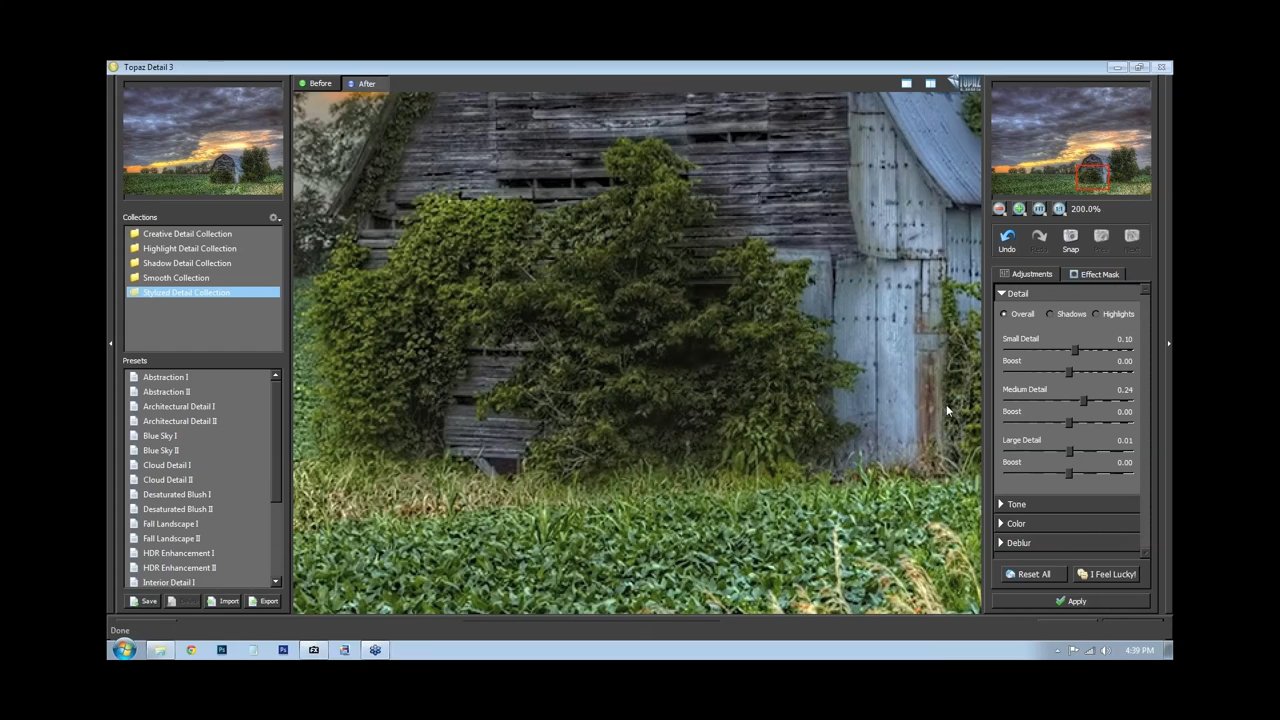 Topaz Detail 3
Before
After
TOPAZ
Collections
Creative Detail Collection
Highlight Detail Collection
Shadow Detail Collection
Smooth Collection
Stylized Detail Collection
Presets
Abstraction I
Abstraction II
Architectural Detail I
Architectural Detail II
Blue Sky I
Blue Sky II
Cloud Detail I
Cloud Detail II
Desaturated Blush I
Desaturated Blush II
Fall Landscape I
Fall Landscape II
HDR Enhancement I
HDR Enhancement II
Interior Detail I
Save
Import
Export
200.0%
Undo
Redo
Snap
Adjustments
Effect Mask
Detail
Overall
Shadows
Highlights
Small Detail 0.10
Boost 0.00
Medium Detail 0.24
Boost 0.00
Large Detail 0.01
Boost 0.00
Tone
Color
Deblur
Reset All
I Feel Lucky!
Apply
Done
4:39 PM